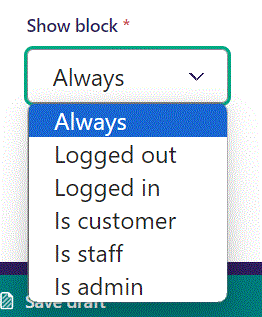 Show block *
Always
Always
Logged out
Logged in
Is customer
Is staff
Is admin
Save draft